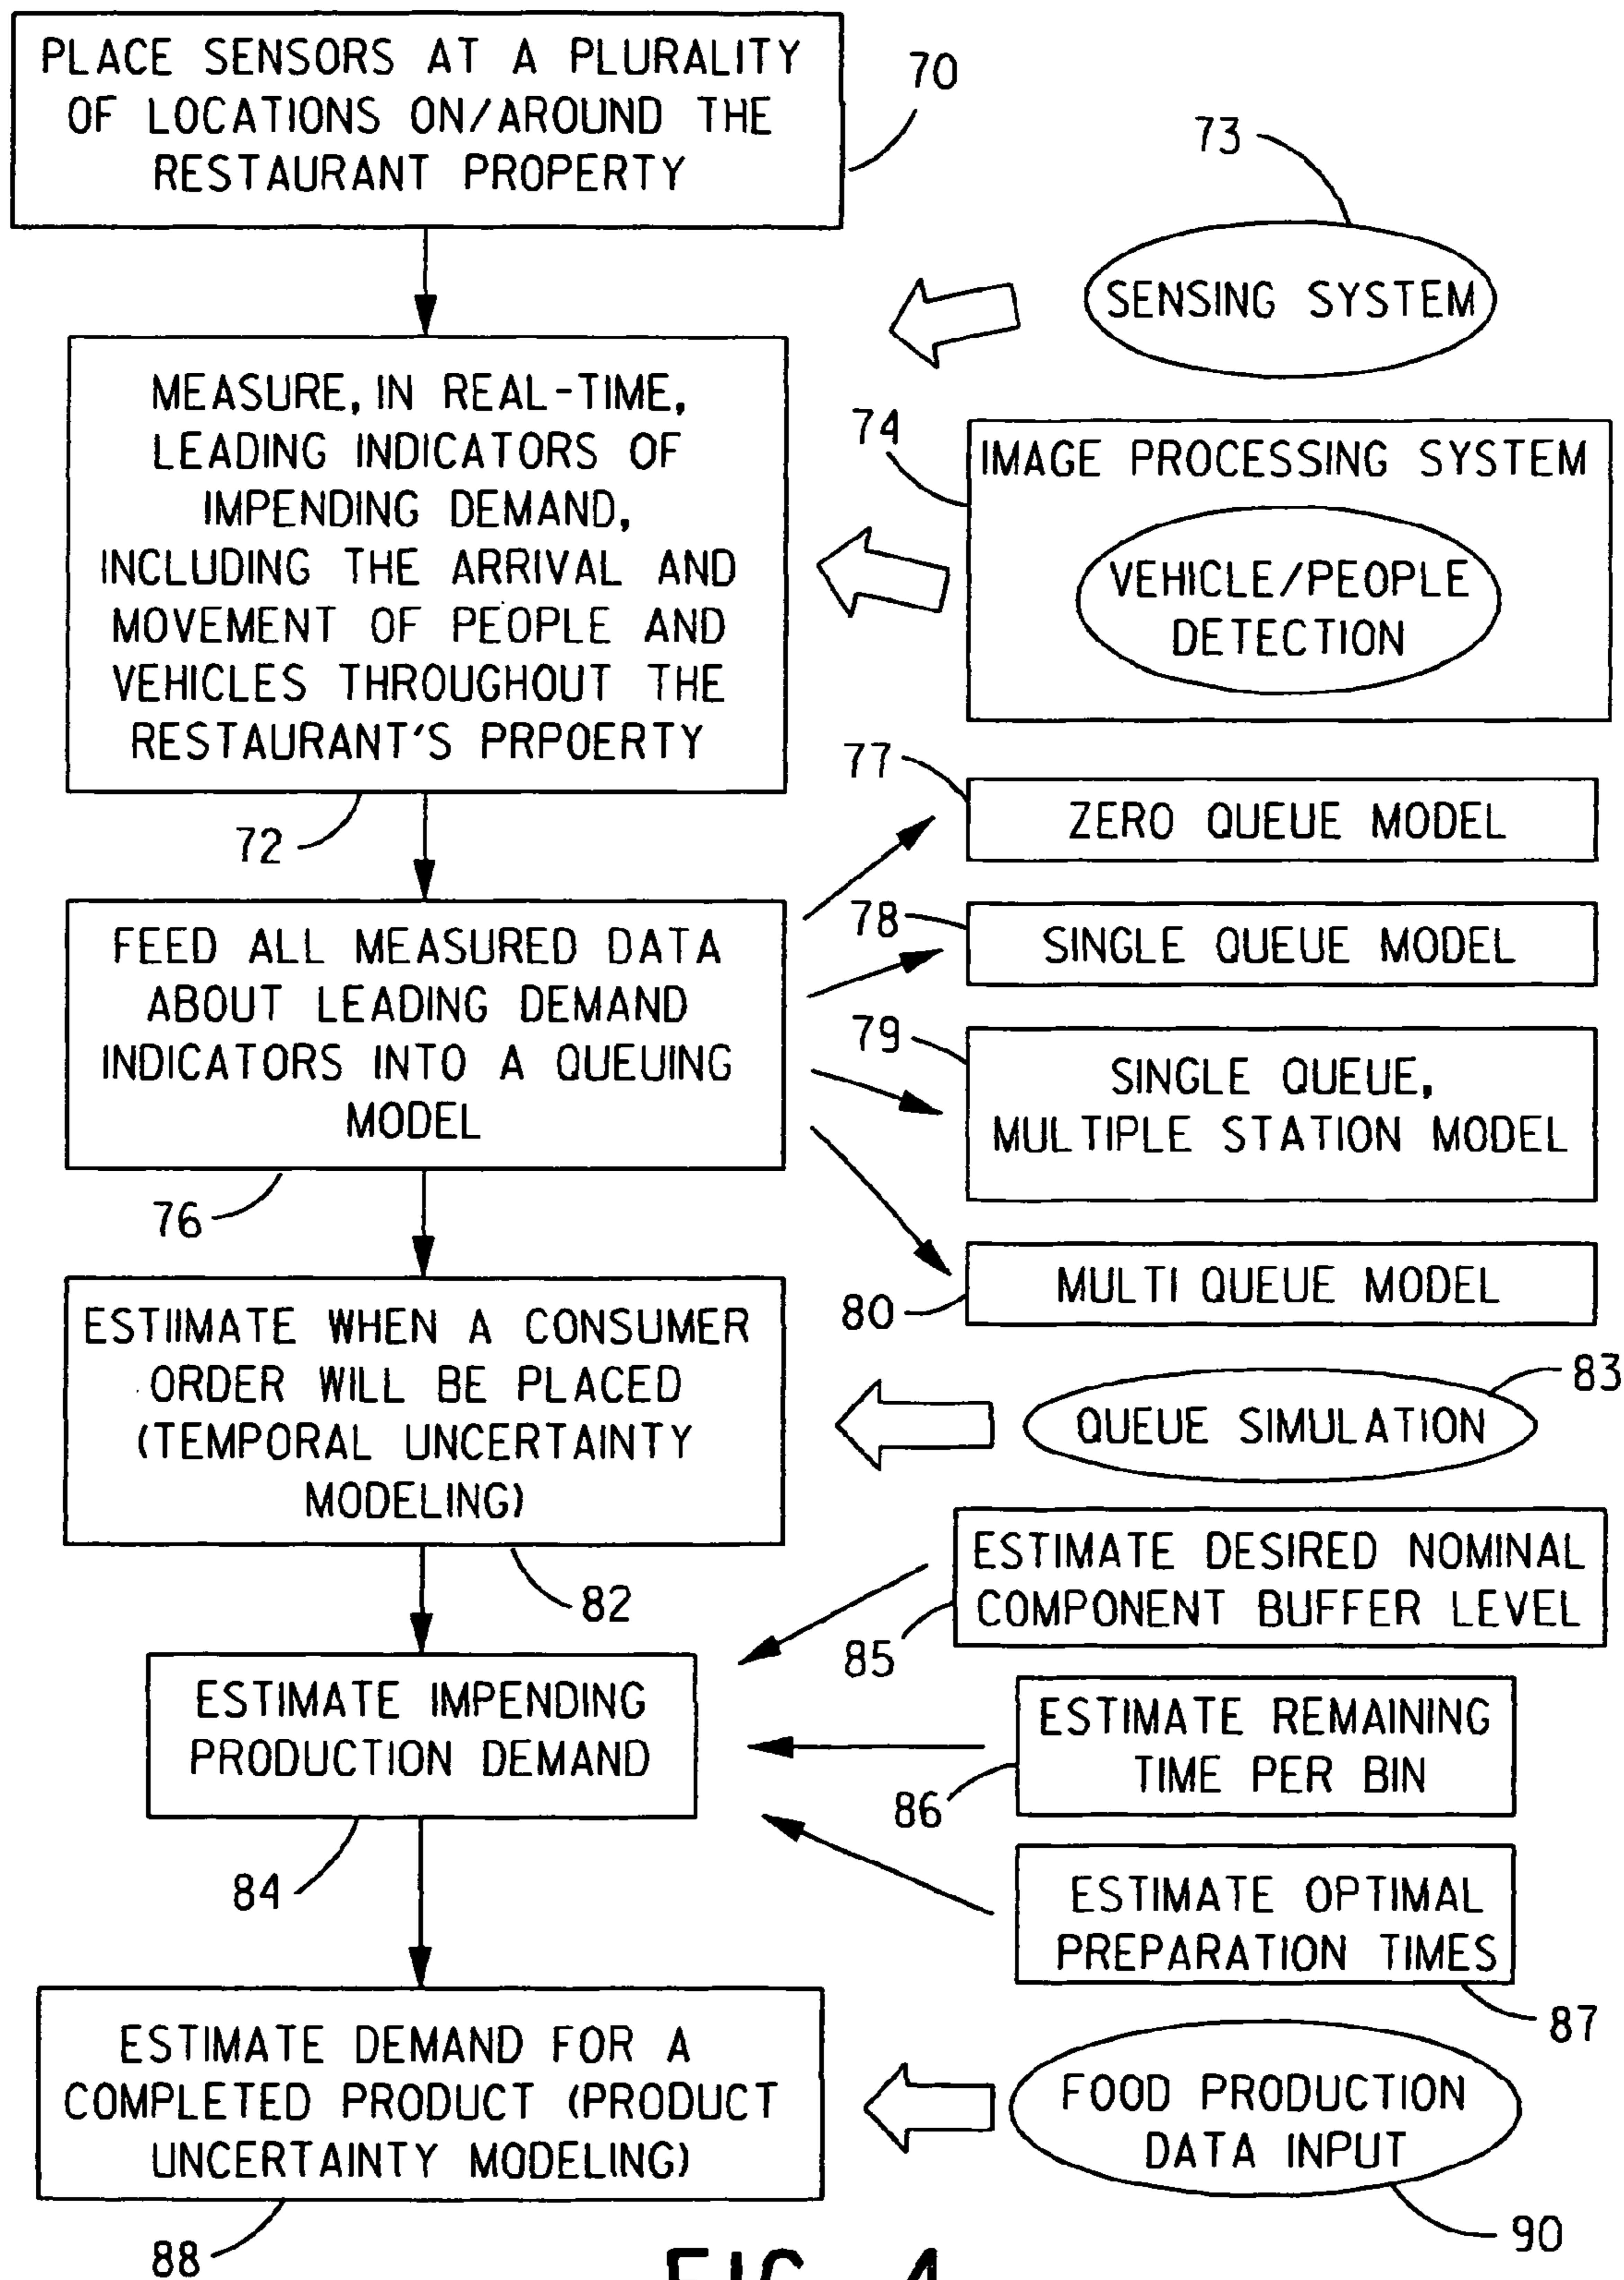 PLACE SENSORS AT A PLURALITY
OF LOCATIONS ON/AROUND THE
RESTAURANT PROPERTY
70
73
SENSING SYSTEM
MEASURE, IN REAL-TIME,
LEADING INDICATORS OF
IMPENDING DEMAND,
INCLUDING THE ARRIVAL AND
MOVEMENT OF PEOPLE AND
VEHICLES THROUGHOUT THE
RESTAURANT'S PRPOERTY
72
74
IMAGE PROCESSING SYSTEM
VEHICLE/PEOPLE
DETECTION
77
ZERO QUEUE MODEL
78
SINGLE QUEUE MODEL
79
SINGLE QUEUE,
MULTIPLE STATION MODEL
80
MULTI QUEUE MODEL
FEED ALL MEASURED DATA
ABOUT LEADING DEMAND
INDICATORS INTO A QUEUING
MODEL
76
ESTIIMATE WHEN A CONSUMER
ORDER WILL BE PLACED
(TEMPORAL UNCERTAINTY
MODELING)
82
83
QUEUE SIMULATION
ESTIMATE DESIRED NOMINAL
COMPONENT BUFFER LEVEL
85
ESTIMATE IMPENDING
PRODUCTION DEMAND
84
ESTIMATE REMAINING
TIME PER BIN
86
ESTIMATE OPTIMAL
PREPARATION TIMES
87
ESTIMATE DEMAND FOR A
COMPLETED PRODUCT (PRODUCT
UNCERTAINTY MODELING)
88
FOOD PRODUCTION
DATA INPUT
90
FIG. 4